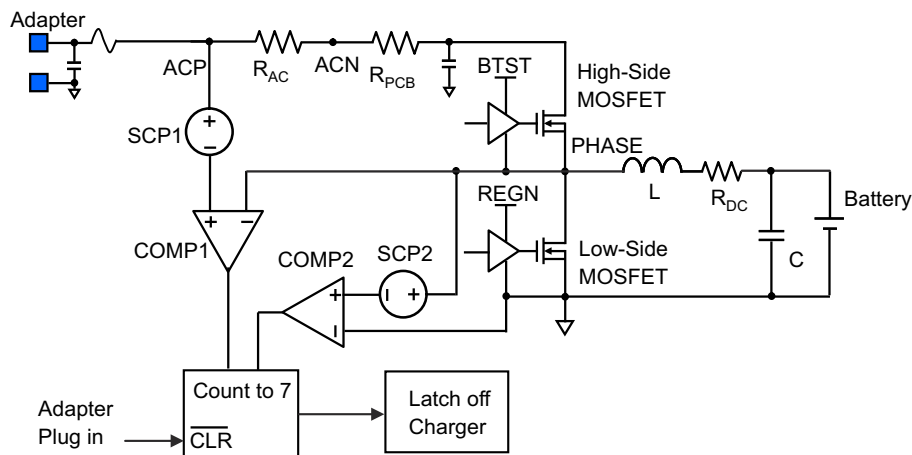 Adapter
ACP
R_AC
ACN
R_PCB
BTST
High-Side
MOSFET
SCP1
+
−
PHASE
+
−
COMP1
REGN
L
R_DC
Battery
COMP2
SCP2
Low-Side
MOSFET
C
+
−
−
+
Count to 7
CLR
Adapter
Plug in
Latch off
Charger